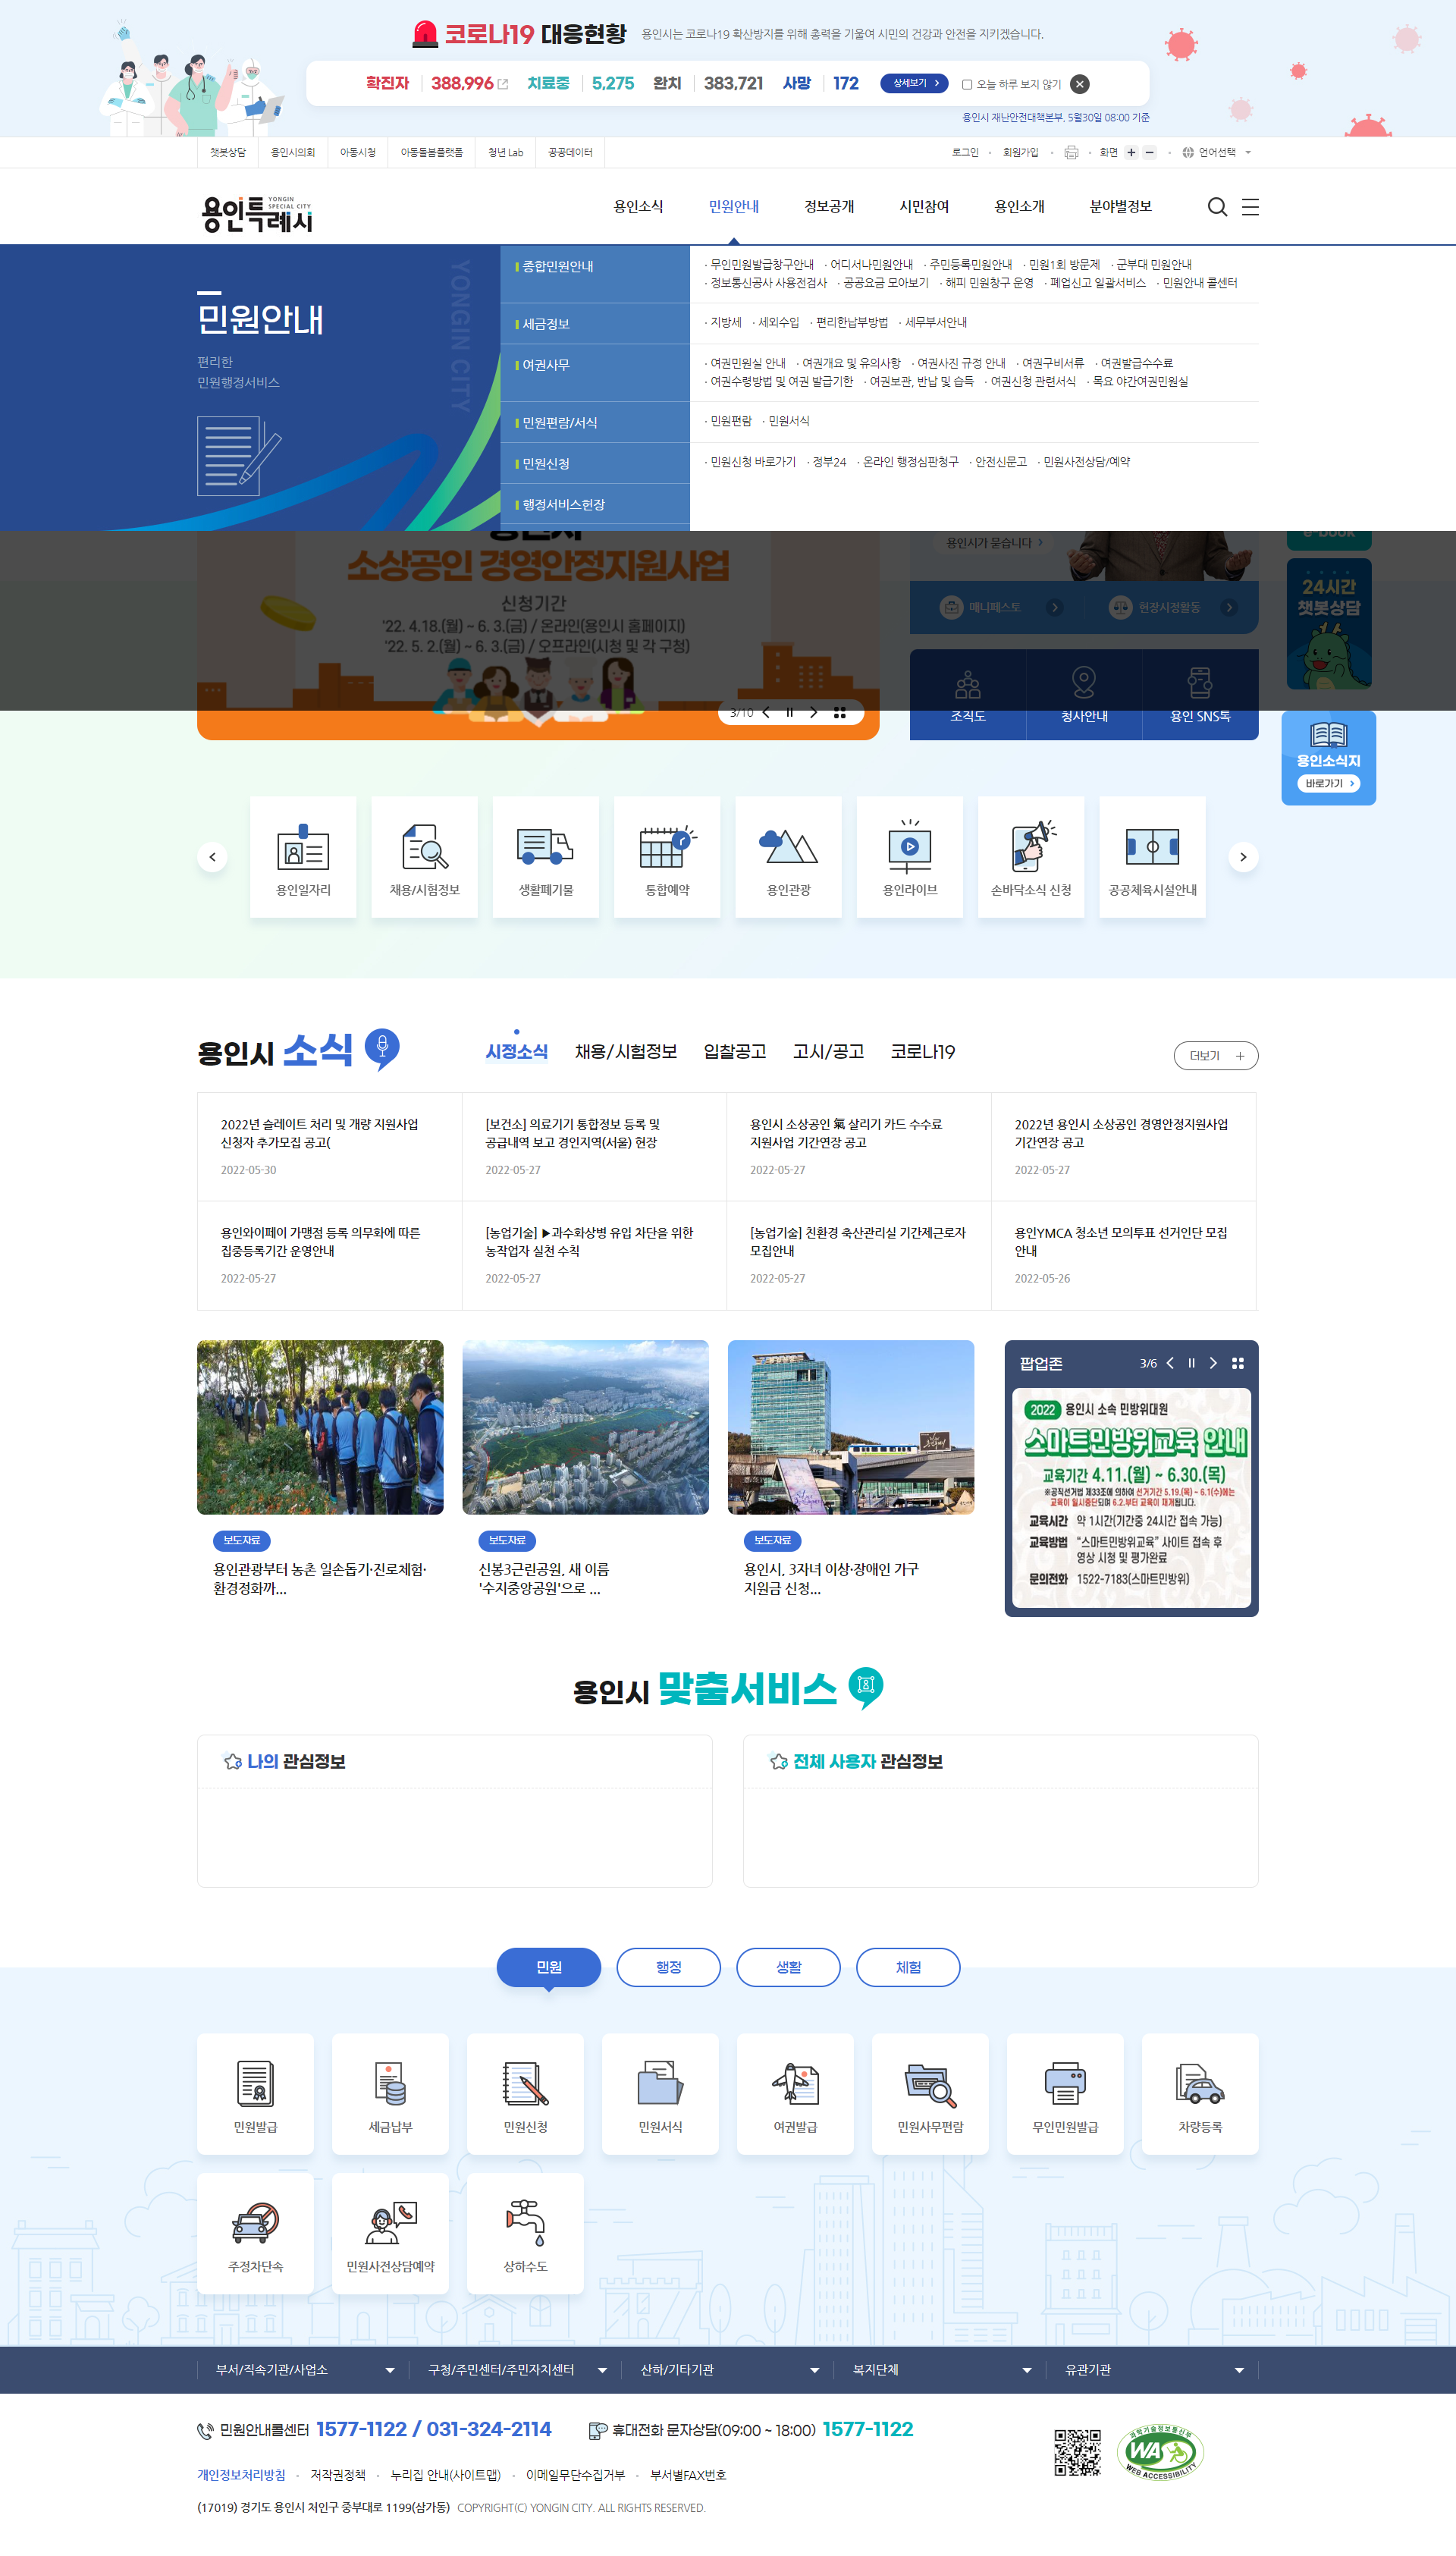 코로나19 대응현황 용인시는 코로나19 확산방지를 위해 총력을 기울여 시민의 건강과 안전을 지키겠습니다.
확진자 388,996 치료중 5,275 완치 383,721 사망 172 상세보기 오늘 하루 보지 않기
용인시 재난안전대책본부, 5월30일 08:00 기준
챗봇상담 용인시의회 아동시청 아동돌봄플랫폼 청년 Lab 공공데이터 로그인 회원가입 화면 언어선택
용인특례시 YONGIN SPECIAL CITY
용인소식 민원안내 정보공개 시민참여 용인소개 분야별정보
민원안내
편리한
민원행정서비스
YONGIN CITY
종합민원안내
· 무인민원발급창구안내 · 어디서나민원안내 · 주민등록민원안내 · 민원1회 방문제 · 군부대 민원안내
· 정보통신공사 사용전검사 · 공공요금 모아보기 · 해피 민원창구 운영 · 폐업신고 일괄서비스 · 민원안내 콜센터
세금정보
· 지방세 · 세외수입 · 편리한납부방법 · 세무부서안내
여권사무
· 여권민원실 안내 · 여권개요 및 유의사항 · 여권사진 규정 안내 · 여권구비서류 · 여권발급수수료
· 여권수령방법 및 여권 발급기한 · 여권보관, 반납 및 습득 · 여권신청 관련서식 · 목요 야간여권민원실
민원편람/서식
· 민원편람 · 민원서식
민원신청
· 민원신청 바로가기 · 정부24 · 온라인 행정심판청구 · 안전신문고 · 민원사전상담/예약
행정서비스헌장
소상공인 경영안정지원사업
신청기간
'22. 4.18.(월) ~ 6. 3.(금) / 온라인(용인시 홈페이지)
'22. 5. 2.(월) ~ 6. 3.(금) / 오프라인(시청 및 각 구청)
3/10
용인시가 묻습니다
매니페스토 현장시정활동
조직도 청사안내 용인 SNS톡
e-book
24시간
챗봇상담
용인소식지
바로가기
용인일자리 채용/시험정보 생활폐기물 통합예약 용인관광 용인라이브 손바닥소식 신청 공공체육시설안내
용인시 소식
시정소식 채용/시험정보 입찰공고 고시/공고 코로나19 더보기
2022년 슬레이트 처리 및 개량 지원사업
신청자 추가모집 공고(
2022-05-30
[보건소] 의료기기 통합정보 등록 및
공급내역 보고 경인지역(서울) 현장
2022-05-27
용인시 소상공인 氣 살리기 카드 수수료
지원사업 기간연장 공고
2022-05-27
2022년 용인시 소상공인 경영안정지원사업
기간연장 공고
2022-05-27
용인와이페이 가맹점 등록 의무화에 따른
집중등록기간 운영안내
2022-05-27
[농업기술] ▶과수화상병 유입 차단을 위한
농작업자 실천 수칙
2022-05-27
[농업기술] 친환경 축산관리실 기간제근로자
모집안내
2022-05-27
용인YMCA 청소년 모의투표 선거인단 모집
안내
2022-05-26
보도자료
용인관광부터 농촌 일손돕기·진로체험·
환경정화까...
보도자료
신봉3근린공원, 새 이름
'수지중앙공원'으로 ...
보도자료
용인시, 3자녀 이상·장애인 가구
지원금 신청...
팝업존 3/6
2022 용인시 소속 민방위대원
스마트민방위교육 안내
교육기간 4.11.(월) ~ 6.30.(목)
※공직선거법 제33조에 의하여 선거기간 5.19.(목) ~ 6.1(수)에는
교육이 일시중단되며 6.2.부터 교육이 재개됩니다.
교육시간 약 1시간(기간중 24시간 접속 가능)
교육방법 “스마트민방위교육” 사이트 접속 후
영상 시청 및 평가완료
문의전화 1522-7183(스마트민방위)
용인시 맞춤서비스
나의 관심정보
전체 사용자 관심정보
민원 행정 생활 체험
민원발급 세금납부 민원신청 민원서식 여권발급 민원사무편람 무인민원발급 차량등록
주정차단속 민원사전상담예약 상하수도
부서/직속기관/사업소 구청/주민센터/주민자치센터 산하/기타기관 복지단체 유관기관
민원안내콜센터 1577-1122 / 031-324-2114 휴대전화 문자상담(09:00 ~ 18:00) 1577-1122
개인정보처리방침 저작권정책 누리집 안내(사이트맵) 이메일무단수집거부 부서별FAX번호
(17019) 경기도 용인시 처인구 중부대로 1199(삼가동) COPYRIGHT(C) YONGIN CITY. ALL RIGHTS RESERVED.
과학기술정보통신부
WA
WEB ACCESSIBILITY